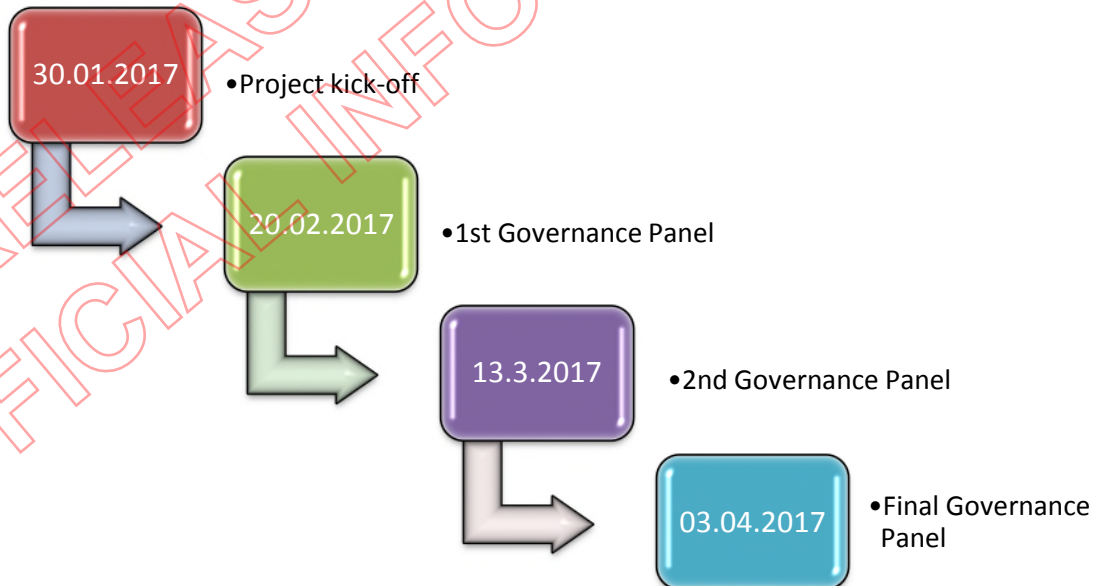 30.01.2017
•Project kick-off
20.02.2017
•1st Governance Panel
13.3.2017
•2nd Governance Panel
03.04.2017
•Final Governance
Panel